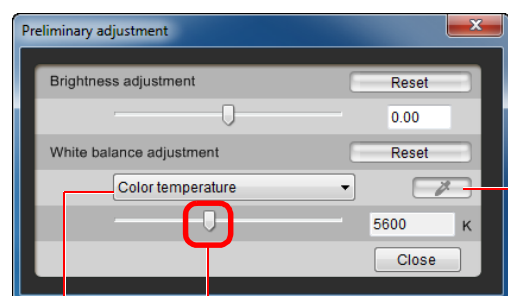 Preliminary adjustment
Brightness adjustment Reset
0.00
White balance adjustment Reset
Color temperature
5600 K
Close